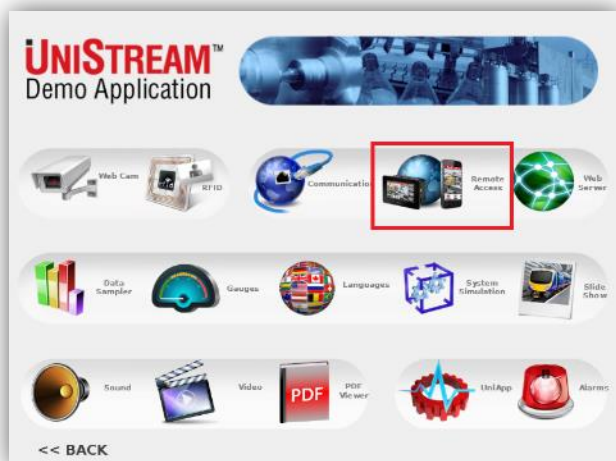 UNISTREAM™
Demo Application
Web Cam
RFID
Communication
Remote
Access
Web
Server
Data
Sampler
Gauges
Languages
System
Simulation
Slide
Show
Sound
Video
PDF
PDF
Viewer
UniApp
Alarms
<< BACK